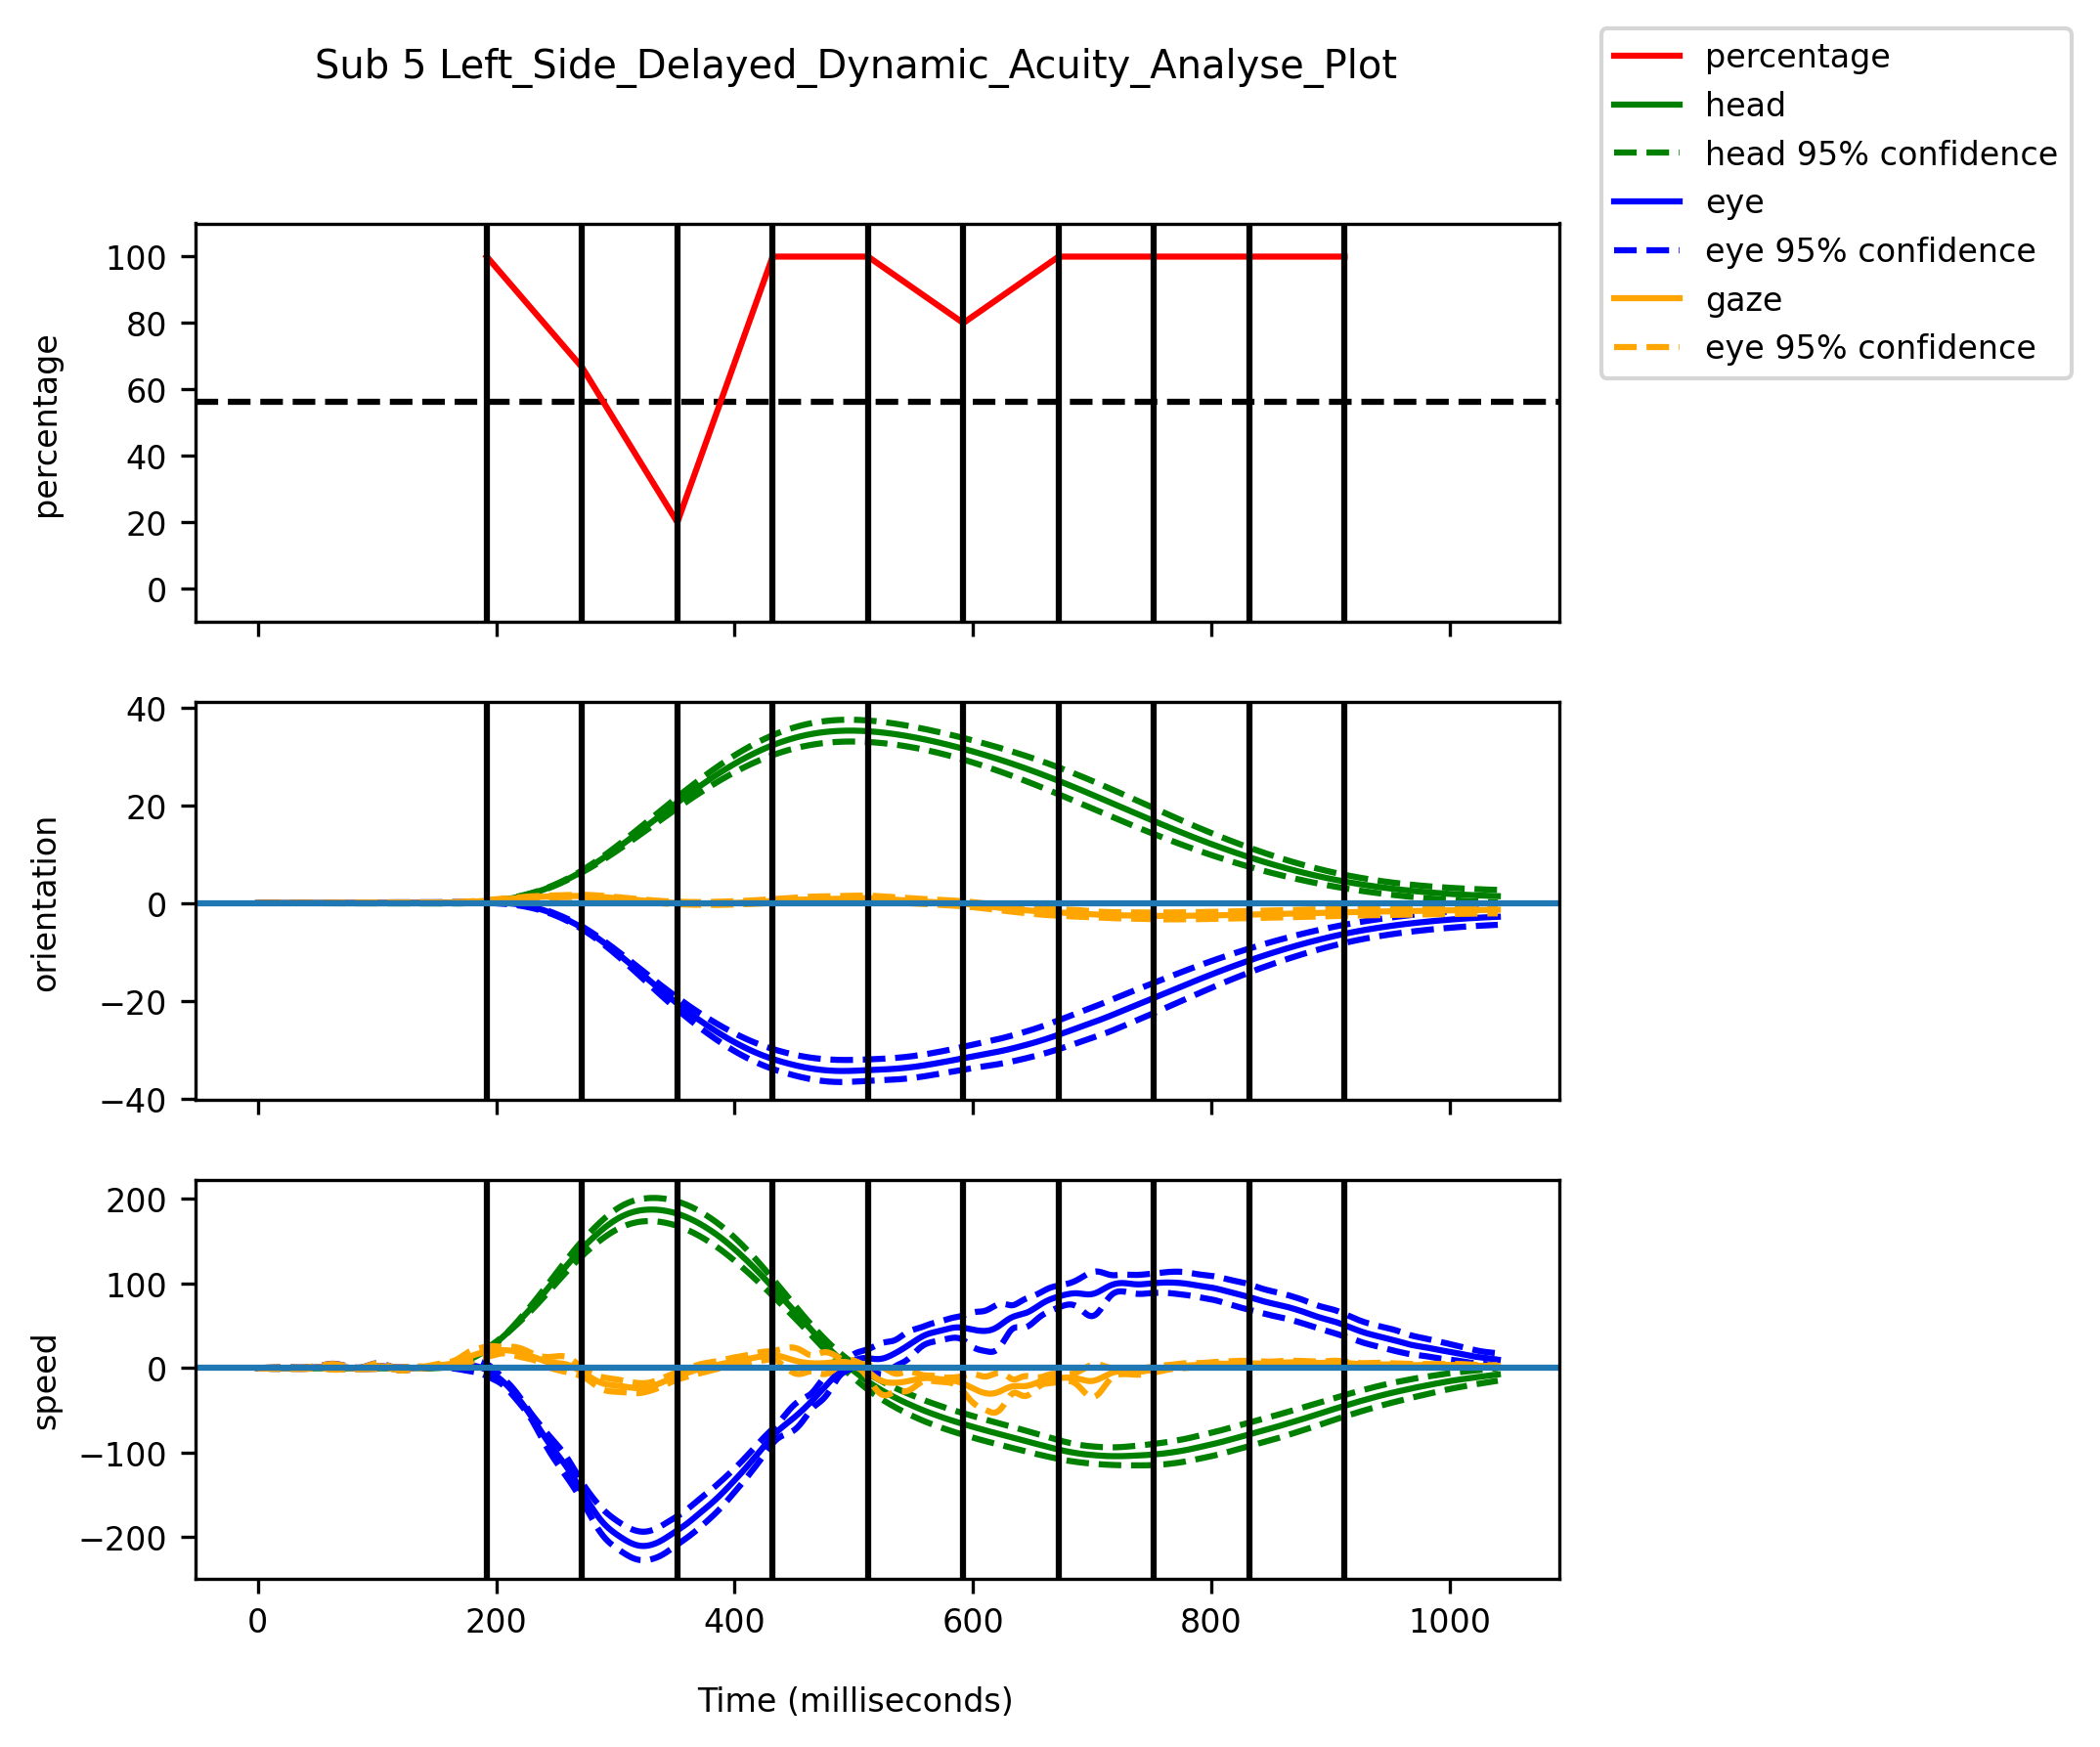 Sub 5 Left_Side_Delayed_Dynamic_Acuity_Analyse_Plot
percentage
head
head 95% confidence
eye
eye 95% confidence
gaze
eye 95% confidence
percentage
100
80
60
40
20
0
orientation
40
20
0
−20
−40
speed
200
100
0
−100
−200
0 200 400 600 800 1000
Time (milliseconds)